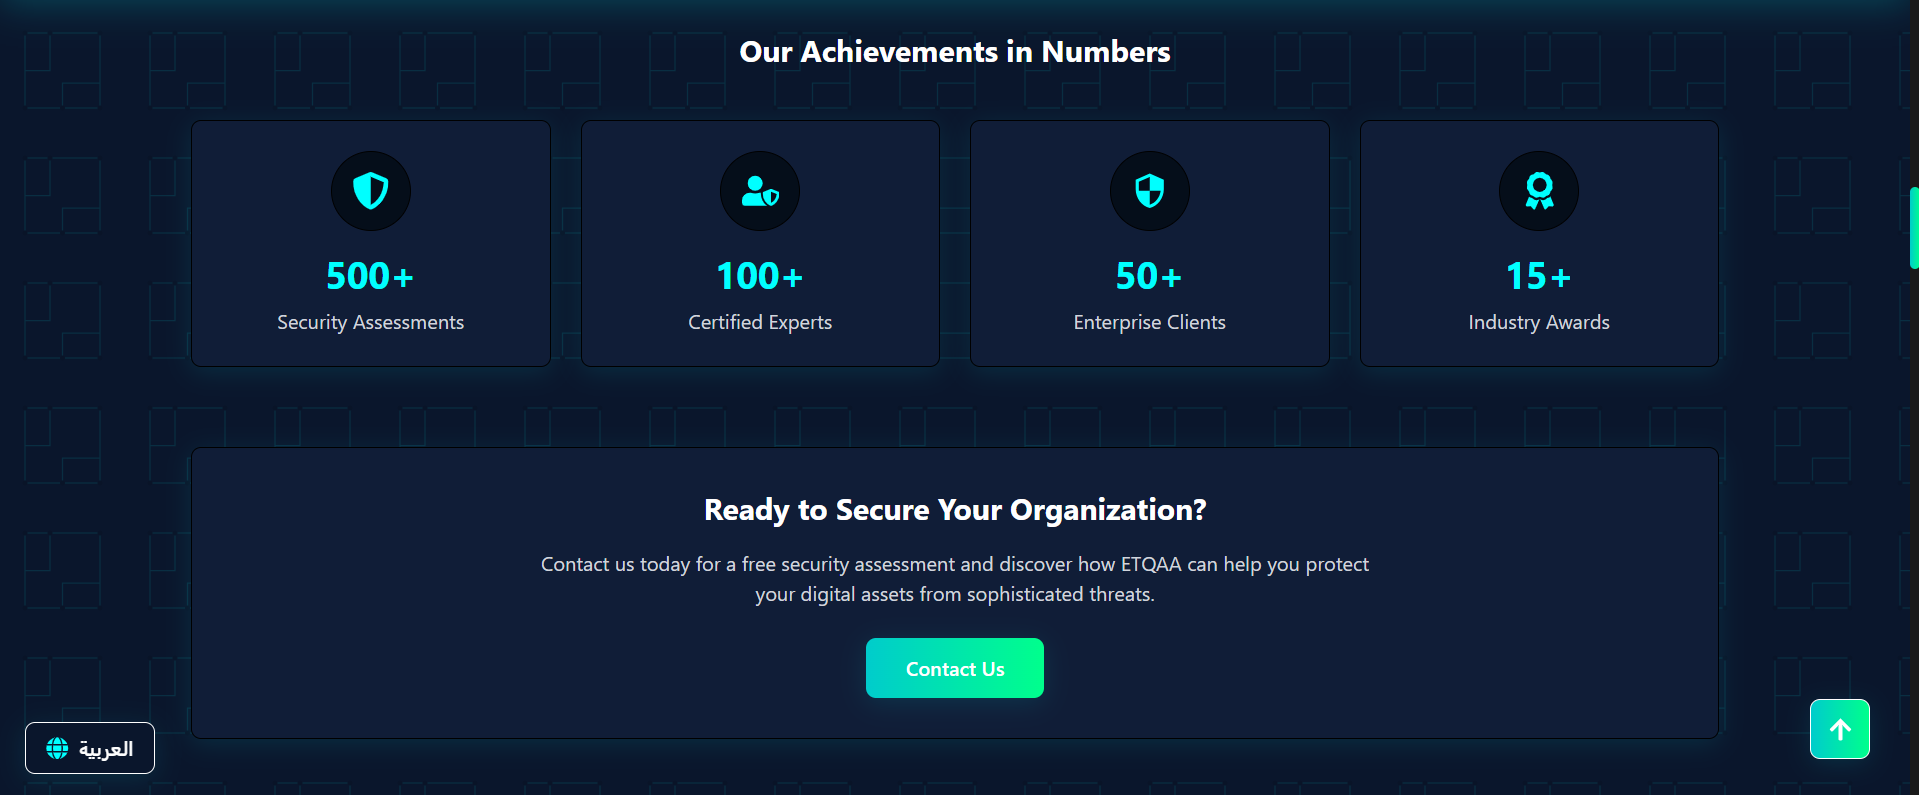 Our Achievements in Numbers
500+
Security Assessments
100+
Certified Experts
50+
Enterprise Clients
15+
Industry Awards
Ready to Secure Your Organization?
Contact us today for a free security assessment and discover how ETQAA can help you protect
your digital assets from sophisticated threats.
Contact Us
العربية